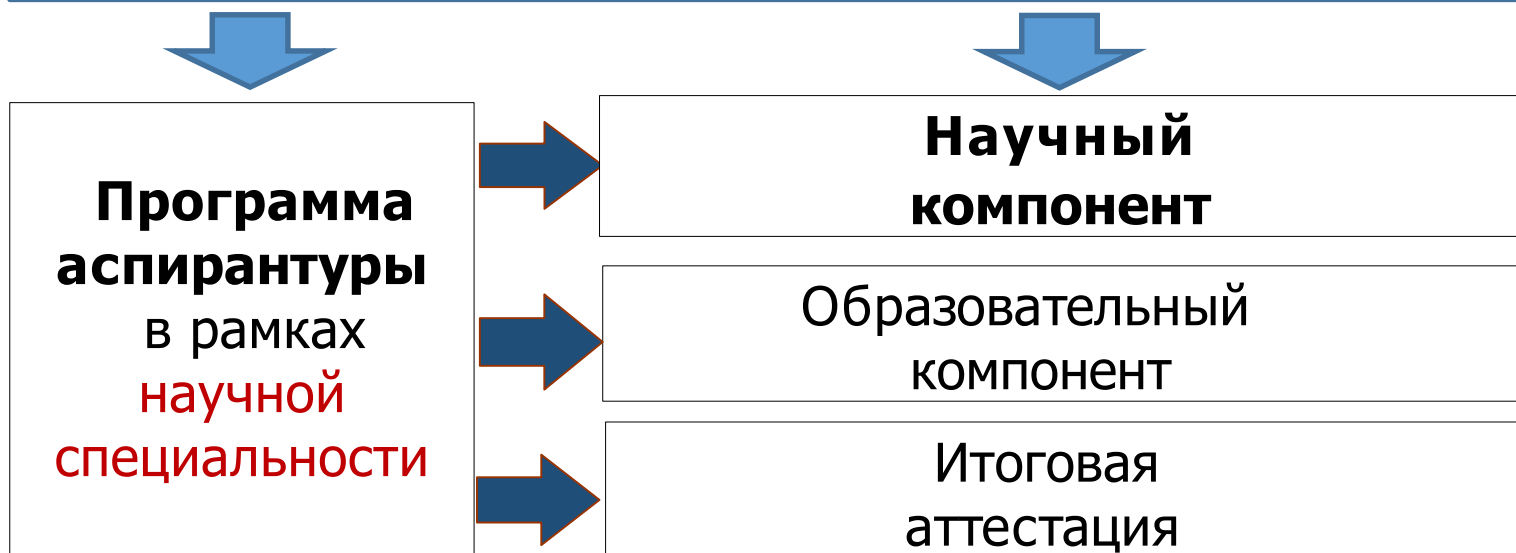 Программа
аспирантуры
в рамках
научной
специальности
Научный
компонент
Образовательный
компонент
Итоговая
аттестация